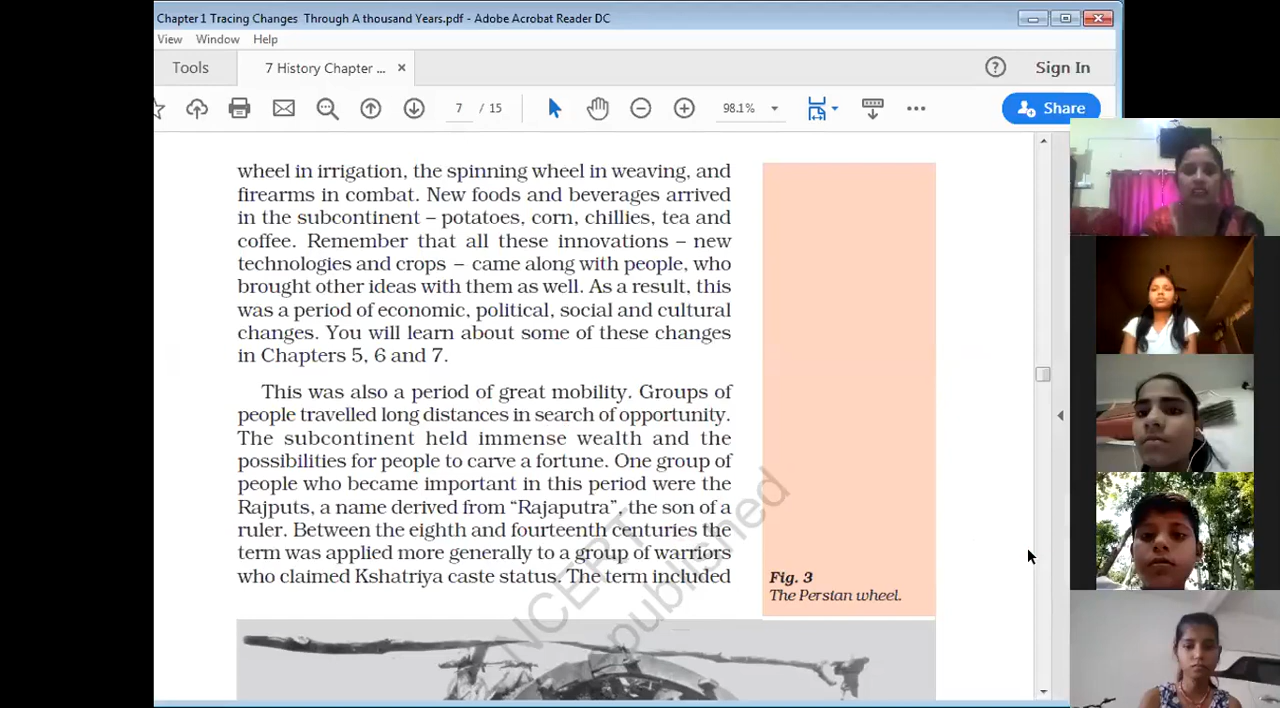 Chapter 1 Tracing Changes Through A thousand Years.pdf - Adobe Acrobat Reader DC
View Window Help
Tools
7 History Chapter ...
Sign In
7 / 15
98.1%
Share
wheel in irrigation, the spinning wheel in weaving, and
firearms in combat. New foods and beverages arrived
in the subcontinent – potatoes, corn, chillies, tea and
coffee. Remember that all these innovations – new
technologies and crops – came along with people, who
brought other ideas with them as well. As a result, this
was a period of economic, political, social and cultural
changes. You will learn about some of these changes
in Chapters 5, 6 and 7.
This was also a period of great mobility. Groups of
people travelled long distances in search of opportunity.
The subcontinent held immense wealth and the
possibilities for people to carve a fortune. One group of
people who became important in this period were the
Rajputs, a name derived from “Rajaputra”, the son of a
ruler. Between the eighth and fourteenth centuries the
term was applied more generally to a group of warriors
who claimed Kshatriya caste status. The term included
Fig. 3
The Persian wheel.
NCERT
published